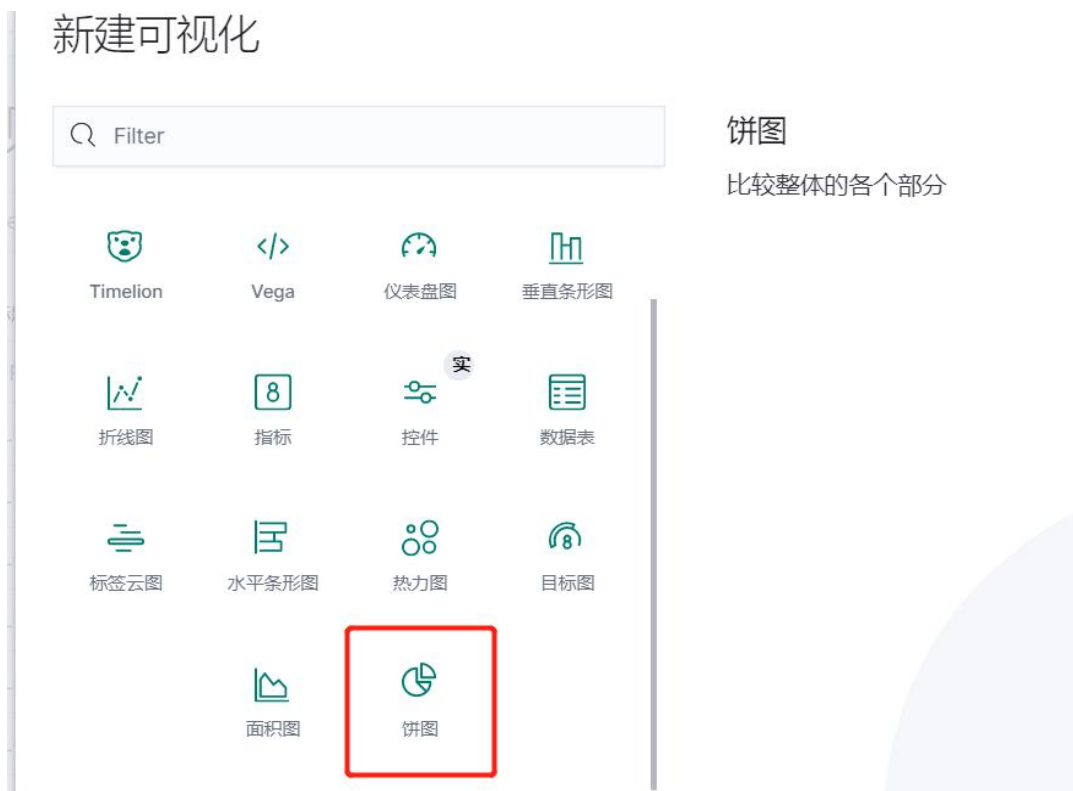 新建可视化
Filter
饼图
比较整体的各个部分
Timelion
Vega
仪表盘图
垂直条形图
实
折线图
8
指标
控件
数据表
标签云图
水平条形图
热力图
8
目标图
面积图
饼图